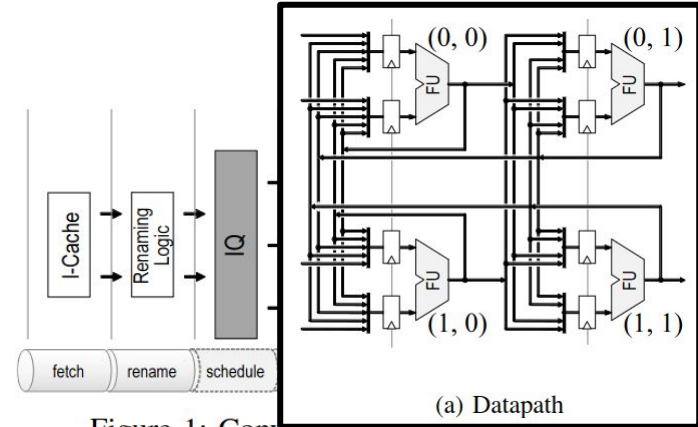 (0, 0)
(0, 1)
FU
FU
I-Cache
Renaming
Logic
IQ
FU
FU
(1, 0)
(1, 1)
fetch
rename
schedule
(a) Datapath
Figure 1: